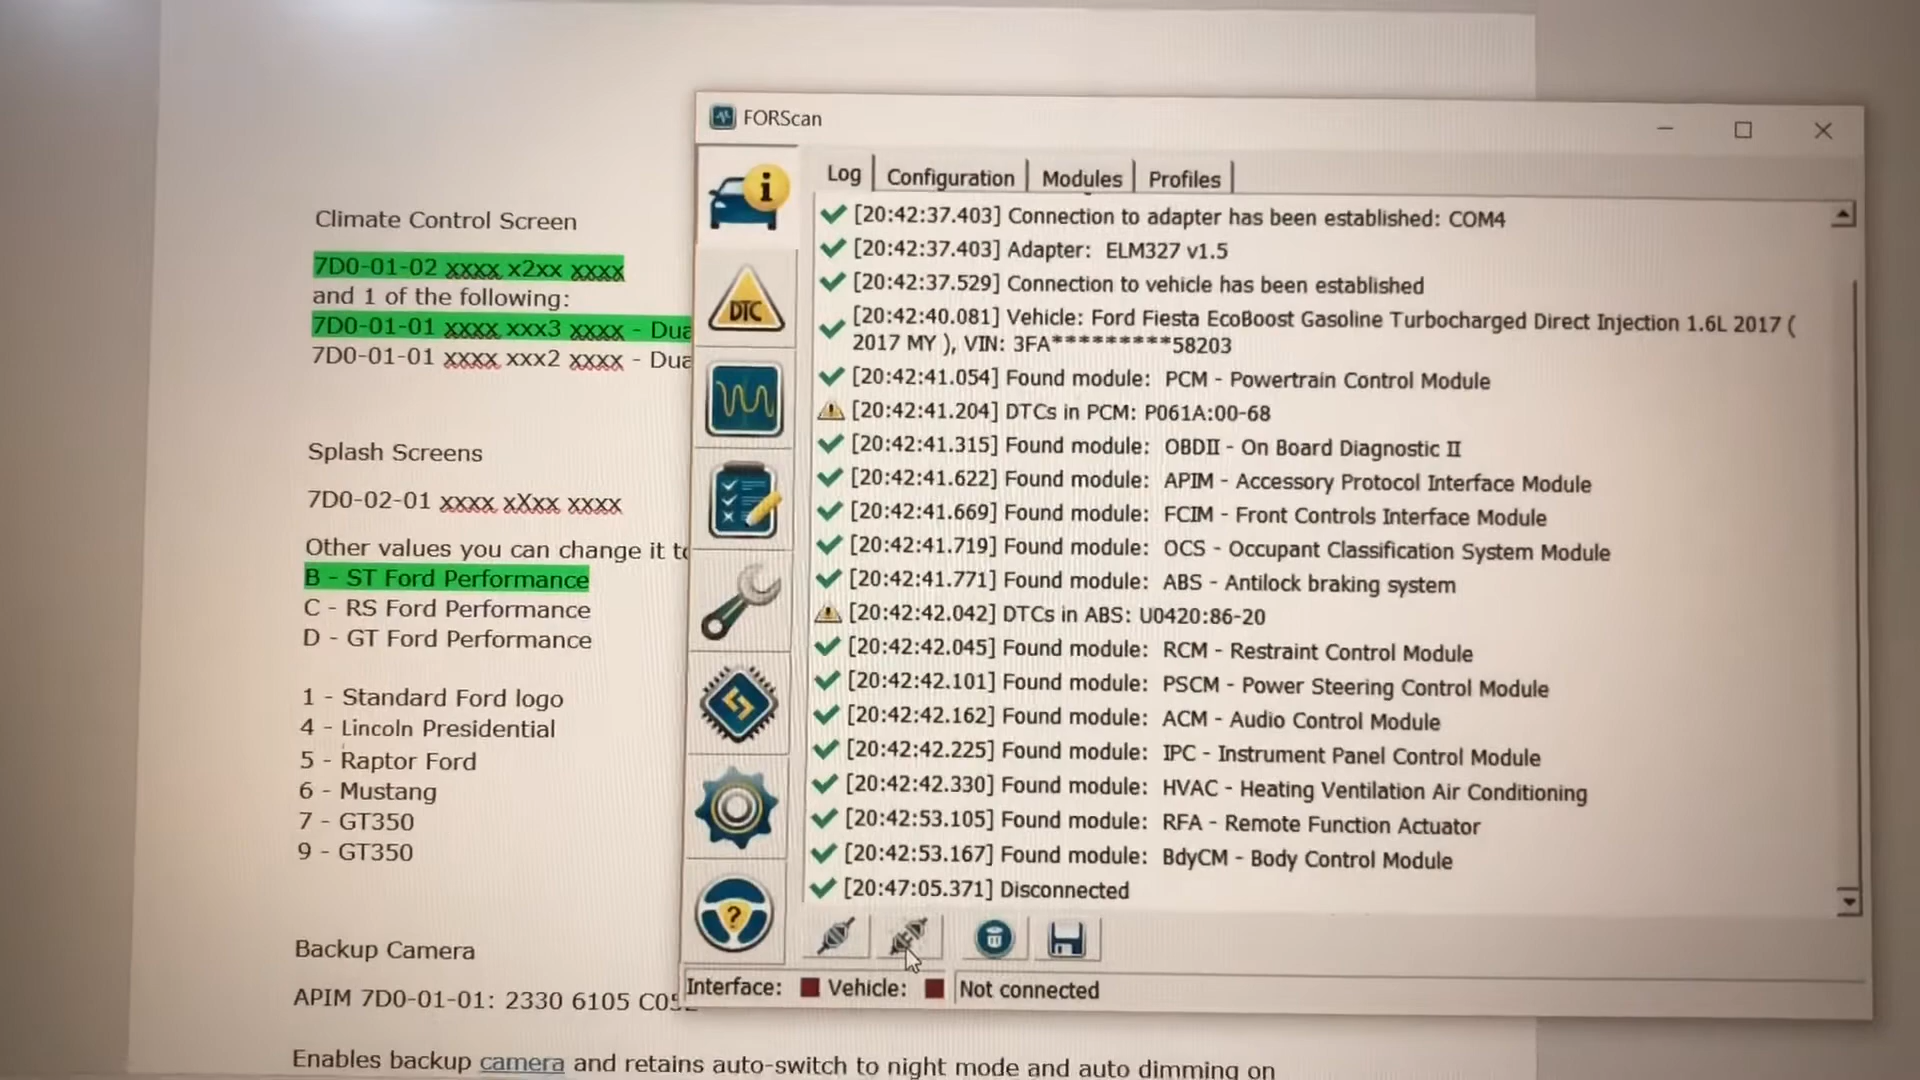 Climate Control Screen
7D0-01-02 xxxx x2xx xxxx
and 1 of the following:
7D0-01-01 xxxx xxx3 xxxx - Dua
7D0-01-01 xxxx xxx2 xxxx - Dua
Splash Screens
7D0-02-01 xxxx xXxx xxxx
Other values you can change it to
B - ST Ford Performance
C - RS Ford Performance
D - GT Ford Performance
1 - Standard Ford logo
4 - Lincoln Presidential
5 - Raptor Ford
6 - Mustang
7 - GT350
9 - GT350
Backup Camera
APIM 7D0-01-01: 2330 6105
Enables backup camera and retains auto-switch to night mode and auto dimming on
FORScan
Log Configuration Modules Profiles
[20:42:37.403] Connection to adapter has been established: COM4
[20:42:37.403] Adapter: ELM327 v1.5
[20:42:37.529] Connection to vehicle has been established
[20:42:40.081] Vehicle: Ford Fiesta EcoBoost Gasoline Turbocharged Direct Injection 1.6L 2017 (
2017 MY ), VIN: 3FA*********58203
[20:42:41.054] Found module: PCM - Powertrain Control Module
[20:42:41.204] DTCs in PCM: P061A:00-68
[20:42:41.315] Found module: OBDII - On Board Diagnostic II
[20:42:41.622] Found module: APIM - Accessory Protocol Interface Module
[20:42:41.669] Found module: FCIM - Front Controls Interface Module
[20:42:41.719] Found module: OCS - Occupant Classification System Module
[20:42:41.771] Found module: ABS - Antilock braking system
[20:42:42.042] DTCs in ABS: U0420:86-20
[20:42:42.045] Found module: RCM - Restraint Control Module
[20:42:42.101] Found module: PSCM - Power Steering Control Module
[20:42:42.162] Found module: ACM - Audio Control Module
[20:42:42.225] Found module: IPC - Instrument Panel Control Module
[20:42:42.330] Found module: HVAC - Heating Ventilation Air Conditioning
[20:42:53.105] Found module: RFA - Remote Function Actuator
[20:42:53.167] Found module: BdyCM - Body Control Module
[20:47:05.371] Disconnected
DTC
Interface: Vehicle: Not connected